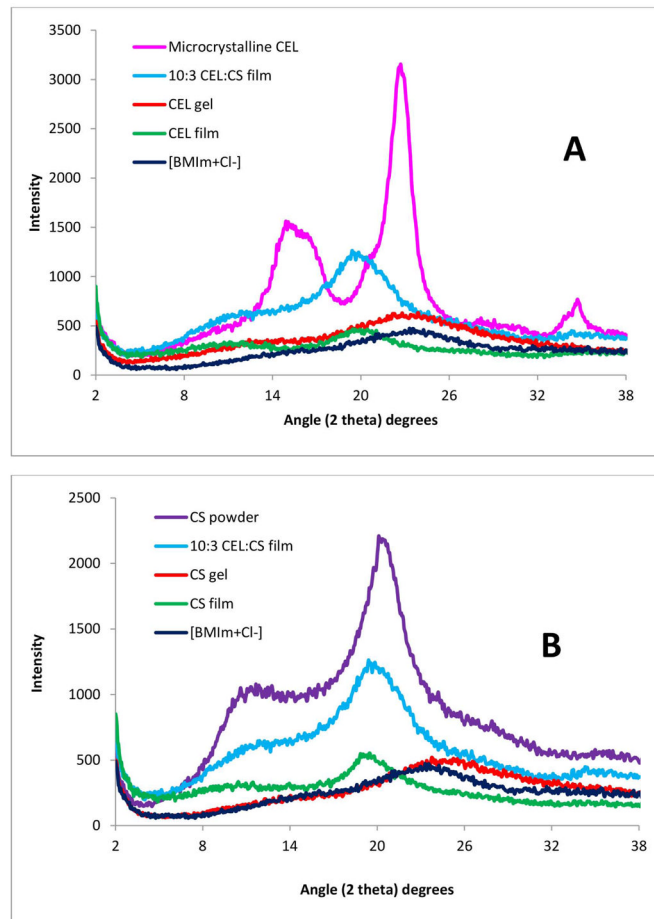 3500
Microcrystalline CEL
3000
10:3 CEL:CS film
CEL gel
2500
CEL film
[BMIm+Cl-]
A
2000
Intensity
1500
1000
500
0
2
14
20
26
32
38
Angle (2 theta) degrees
2500
CS powder
10:3 CEL:CS film
2000
CS gel
CS film
[BMIm+Cl-]
B
1500
Intensity
1000
500
0
2
8
14
20
26
32
38
Angle (2 theta) degrees